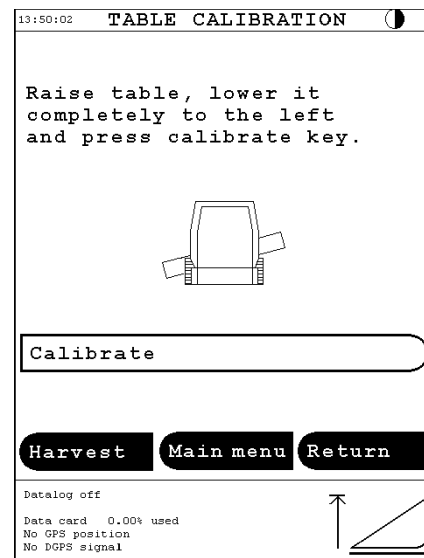 13:50:02 TABLE CALIBRATION
Raise table, lower it
completely to the left
and press calibrate key.
Calibrate
Harvest Main menu Return
Datalog off
Data card 0.00% used
No GPS position
No DGPS signal